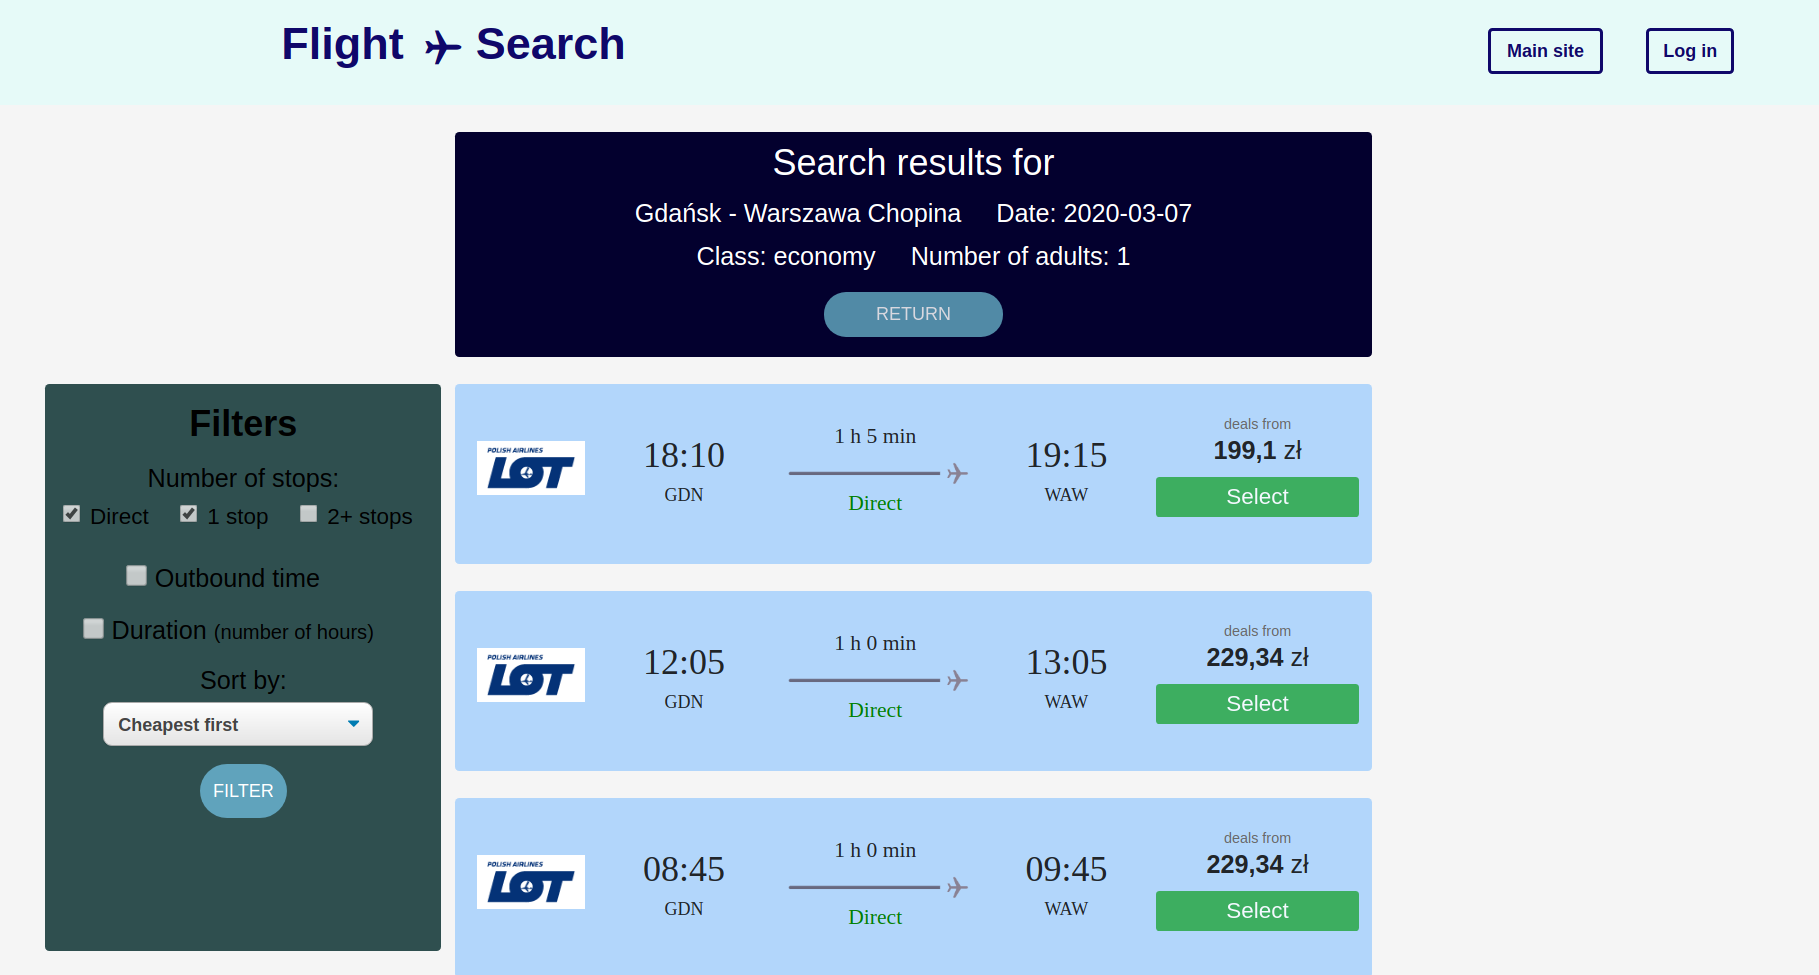 Flight Search
Main site
Log in
Search results for
Gdańsk - Warszawa Chopina Date: 2020-03-07
Class: economy Number of adults: 1
RETURN
Filters
Number of stops:
Direct 1 stop 2+ stops
Outbound time
Duration (number of hours)
Sort by:
Cheapest first
FILTER
POLISH AIRLINES
LOT
18:10
GDN
1 h 5 min
Direct
19:15
WAW
deals from
199,1 zł
Select
POLISH AIRLINES
LOT
12:05
GDN
1 h 0 min
Direct
13:05
WAW
deals from
229,34 zł
Select
POLISH AIRLINES
LOT
08:45
GDN
1 h 0 min
Direct
09:45
WAW
deals from
229,34 zł
Select